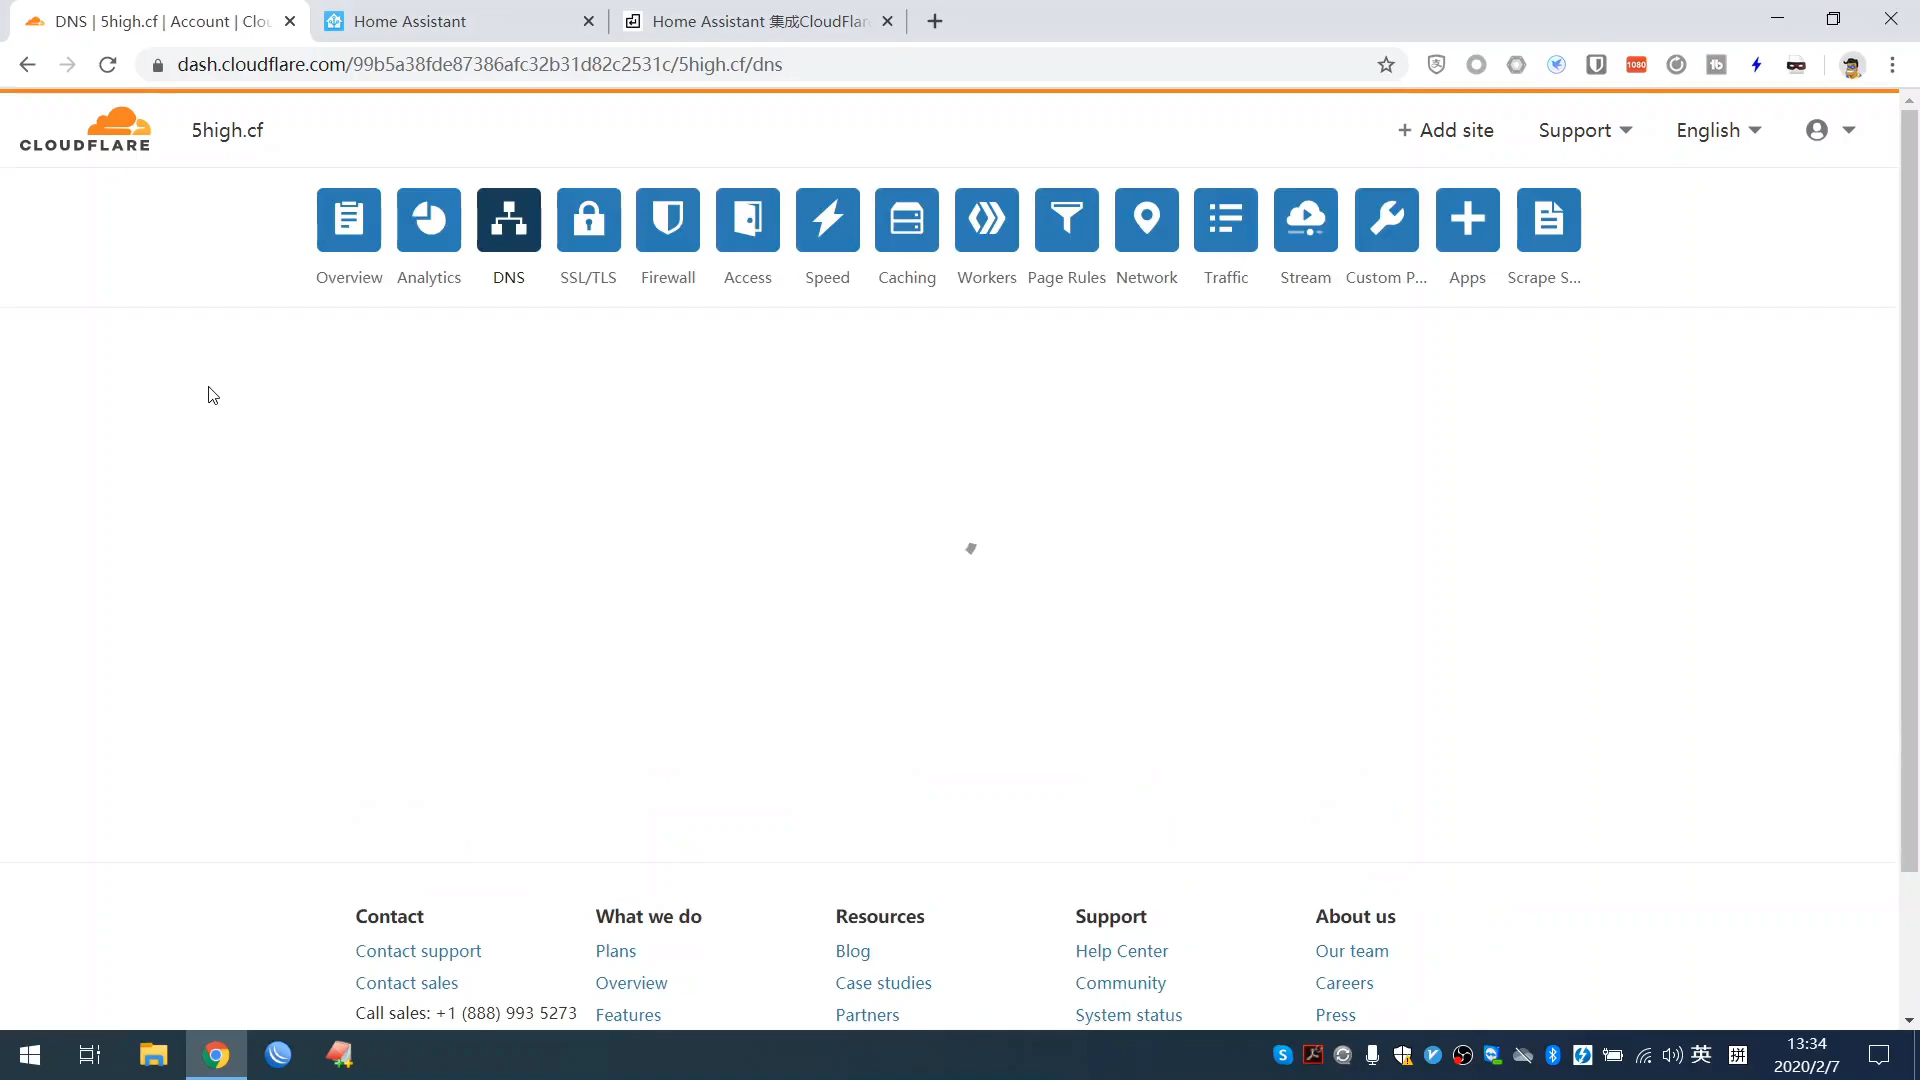 DNS | 5high.cf | Account | Clou
Home Assistant
Home Assistant 集成CloudFlar
dash.cloudflare.com/99b5a38fde87386afc32b31d82c2531c/5high.cf/dns
1080
CLOUDFLARE
5high.cf
+ Add site
Support
English
Overview
Analytics
DNS
SSL/TLS
Firewall
Access
Speed
Caching
Workers
Page Rules
Network
Traffic
Stream
Custom P...
Apps
Scrape S...
Contact
Contact support
Contact sales
Call sales: +1 (888) 993 5273
What we do
Plans
Overview
Features
Resources
Blog
Case studies
Partners
Support
Help Center
Community
System status
About us
Our team
Careers
Press
英
拼
13:34
2020/2/7